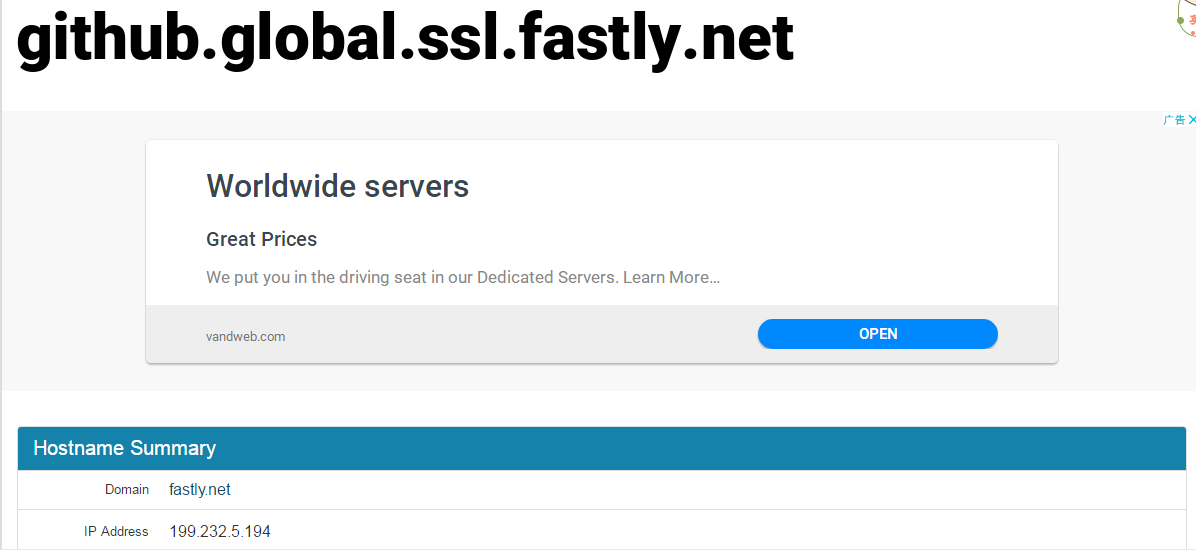 github.global.ssl.fastly.net
广告
Worldwide servers
Great Prices
We put you in the driving seat in our Dedicated Servers. Learn More...
vandweb.com
OPEN
Hostname Summary
Domain fastly.net
IP Address 199.232.5.194